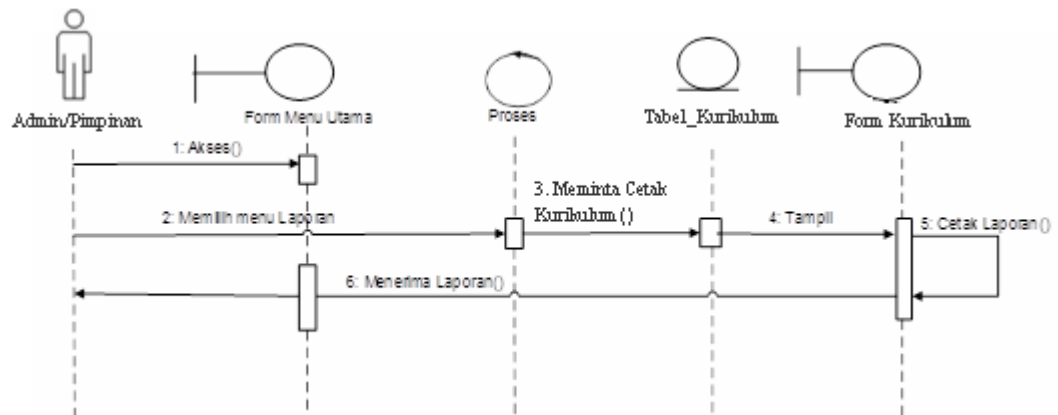 Admin/Pimpinan
Form Menu Utama
Proses
Tabel_Kurikulum
Form Kurikulum
1: Akses()
2: Memilih menu Laporan
3. Meminta Cetak
Kurikulum ()
4: Tampil
5: Cetak Laporan()
6: Menerima Laporan()